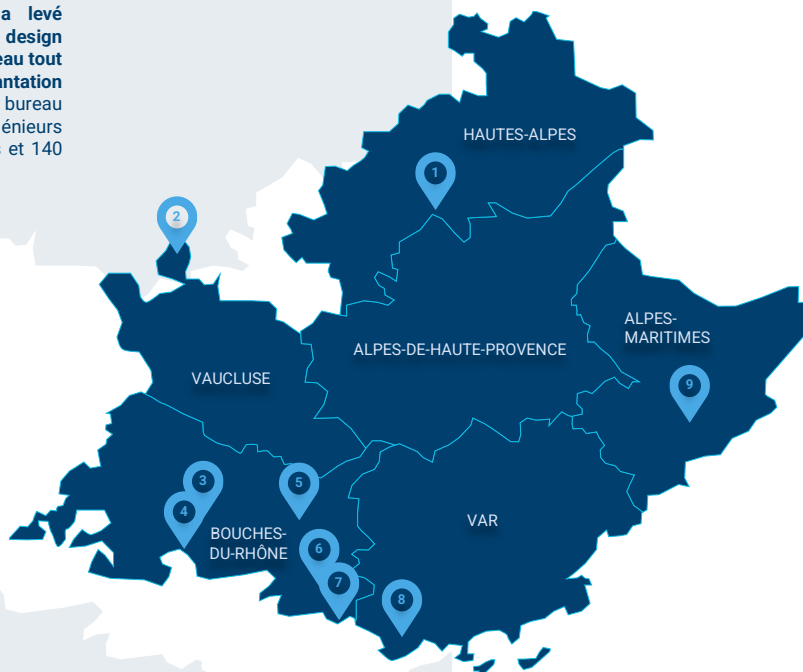 a levé
design
eau tout
antation
bureau
énieurs
et 140
HAUTES-ALPES
1
2
ALPES-
MARITIMES
ALPES-DE-HAUTE-PROVENCE
VAUCLUSE
9
3
5
4
VAR
BOUCHES-
DU-RHÔNE
6
7
8